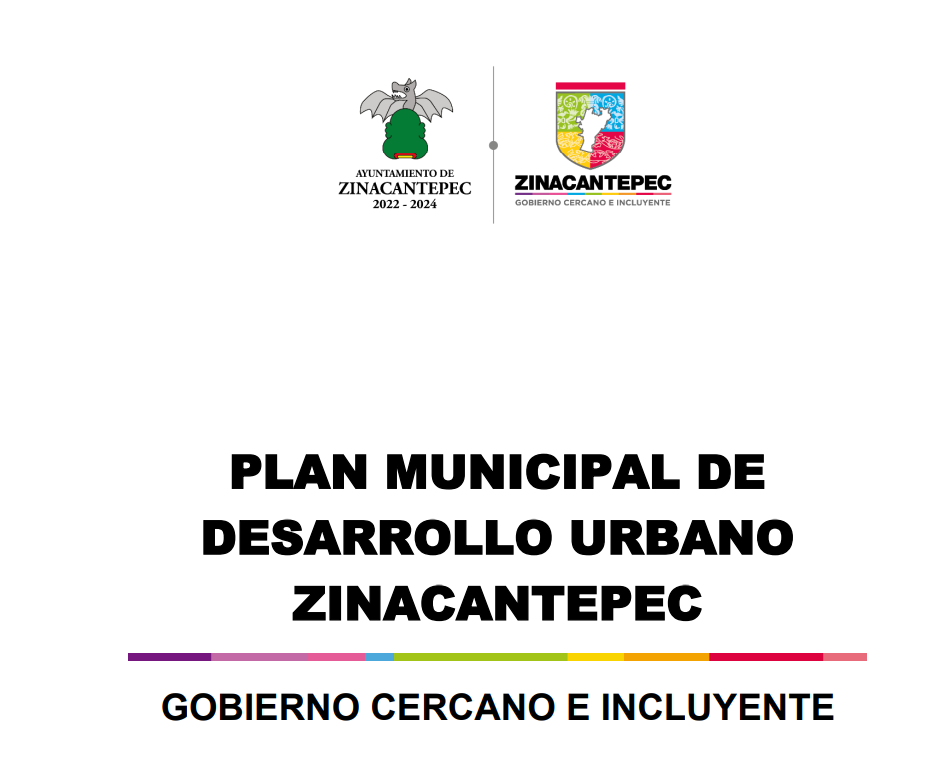 AYUNTAMIENTO DE
ZINACANTEPEC
2022 - 2024
ZINACANTEPEC
GOBIERNO CERCANO E INCLUYENTE
PLAN MUNICIPAL DE
DESARROLLO URBANO
ZINACANTEPEC
GOBIERNO CERCANO E INCLUYENTE